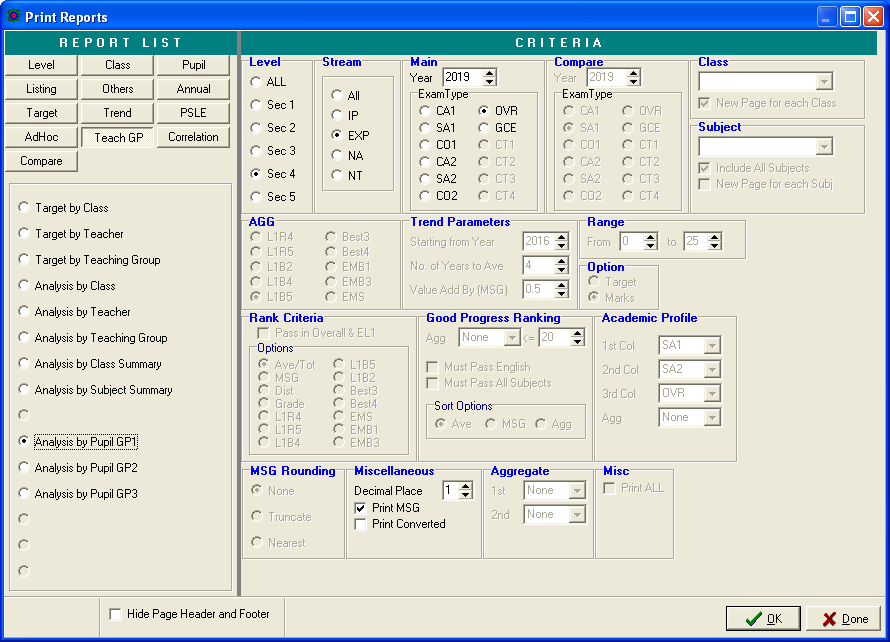 Print Reports
REPORT LIST
CRITERIA
Level Class Pupil
Listing Others Annual
Target Trend PSLE
AdHoc Teach GP Correlation
Compare
Target by Class
Target by Teacher
Target by Teaching Group
Analysis by Class
Analysis by Teacher
Analysis by Teaching Group
Analysis by Class Summary
Analysis by Subject Summary
Analysis by Pupil GP1
Analysis by Pupil GP2
Analysis by Pupil GP3
Level
ALL
Sec 1
Sec 2
Sec 3
Sec 4
Sec 5
Stream
All
IP
EXP
NA
NT
Main
Year 2019
ExamType
CA1 OVR
SA1 GCE
CO1 CT1
CA2 CT2
SA2 CT3
CO2 CT4
Compare
Year 2019
ExamType
CA1 OVR
SA1 GCE
CO1 CT1
CA2 CT2
SA2 CT3
CO2 CT4
Class
New Page for each Class
Subject
Include All Subjects
New Page for each Subj
AGG
L1R4 Best3
L1R5 Best4
L1B2 EMB1
L1B4 EMB3
L1B5 EMS
Trend Parameters
Starting from Year 2016
No. of Years to Ave 4
Value Add By (MSG) 0.5
Range
From 0 to 25
Option
Target
Marks
Rank Criteria
Pass in Overall & EL1
Options
Ave/Tot L1B5
MSG L1B2
Dist Best3
Grade Best4
L1R4 EMS
L1R5 EMB1
L1B4 EMB3
Good Progress Ranking
Agg None <= 20
Must Pass English
Must Pass All Subjects
Sort Options
Ave MSG Agg
Academic Profile
1st Col SA1
2nd Col SA2
3rd Col OVR
Agg None
MSG Rounding
None
Truncate
Nearest
Miscellaneous
Decimal Place 1
Print MSG
Print Converted
Aggregate
1st None
2nd None
Misc
Print ALL
Hide Page Header and Footer
OK Done